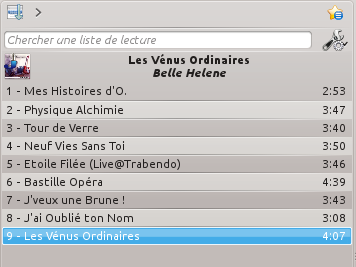 Chercher une liste de lecture
Les Vénus Ordinaires
Belle Helene
1 - Mes Histoires d'O. 2:53
2 - Physique Alchimie 3:47
3 - Tour de Verre 3:40
4 - Neuf Vies Sans Toi 3:50
5 - Etoile Filée (Live@Trabendo) 3:46
6 - Bastille Opéra 4:39
7 - J'veux une Brune ! 3:43
8 - J'ai Oublié ton Nom 3:08
9 - Les Vénus Ordinaires 4:07